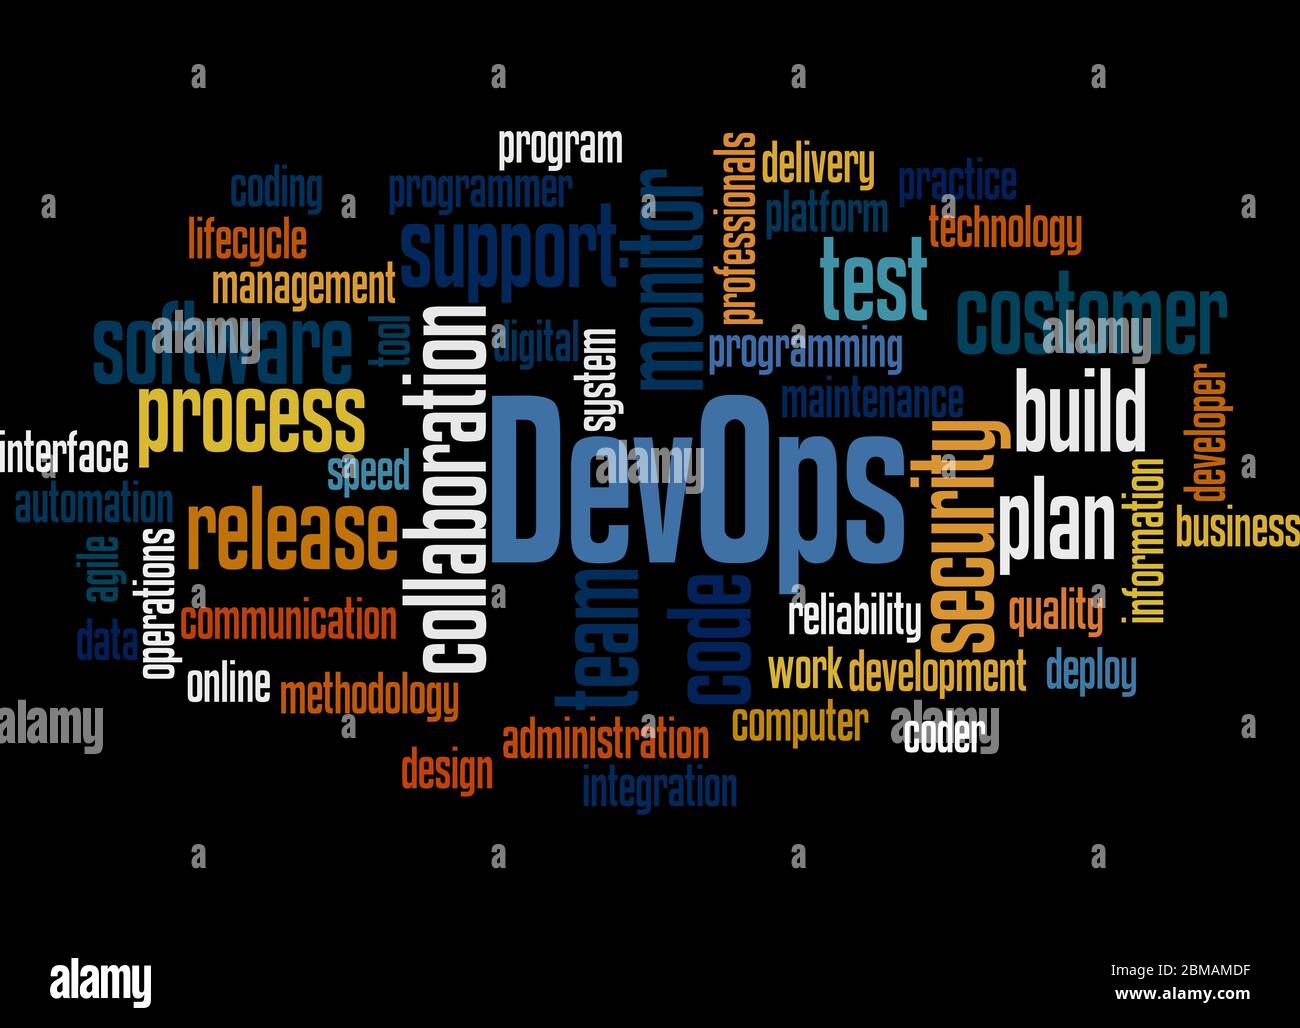 a a a a
program
professionals
delivery
coding
programmer
monitor
practice
a a a
platform
support
technology
lifecycle
test
management
customer
software
alamy
alamy
collaboration
tool
digital
system
programming
build
developer
process
maintenance
DevOps
security
interface
speed
information
automation
release
plan
business
operations
agile
team
code
reliability
quality
communication
data
work
development
deploy
online
methodology
computer
coder
administration
design
integration
alamy
alamy
a a
a a a a
alamy
Image ID: 2BMAMDF
www.alamy.com